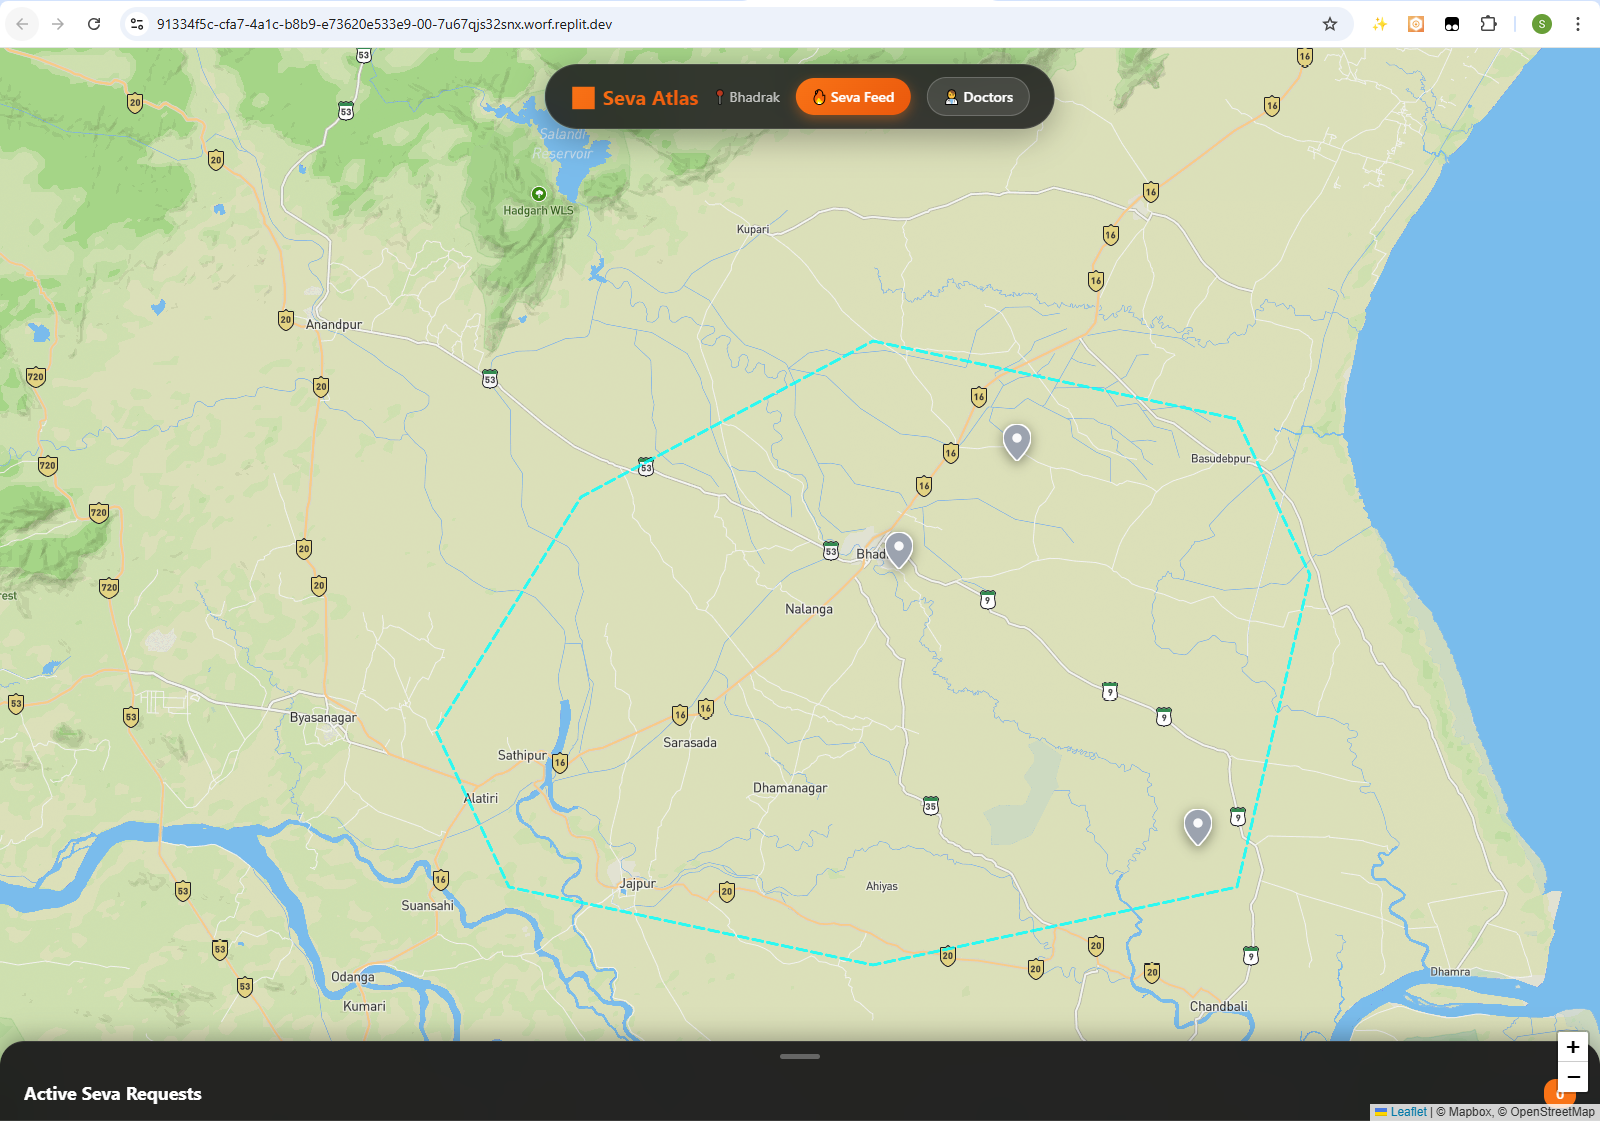 91334f5c-cfa7-4a1c-b8b9-e73620e533e9-00-7u67qjs32snx.worf.replit.dev
S
Seva Atlas
Bhadrak
Seva Feed
Doctors
53
16
20
53
16
Salandi
Reservoir
20
16
Hadgarh WLS
Kupari
16
16
20
Anandpur
720
53
20
16
16
Basudebpur
720
53
16
720
20
53
Bhad
20
720
9
rest
Nalanga
9
53
53
Byasanagar
16
16
9
Sarasada
Sathipur
16
Dhamanagar
Alatiri
35
9
16
Jajpur
20
Ahiyas
53
Suansahi
53
20
20
9
20
20
Dhamra
Odanga
53
Kumari
Chandbali
+
−
Active Seva Requests
0
Leaflet | © Mapbox, © OpenStreetMap